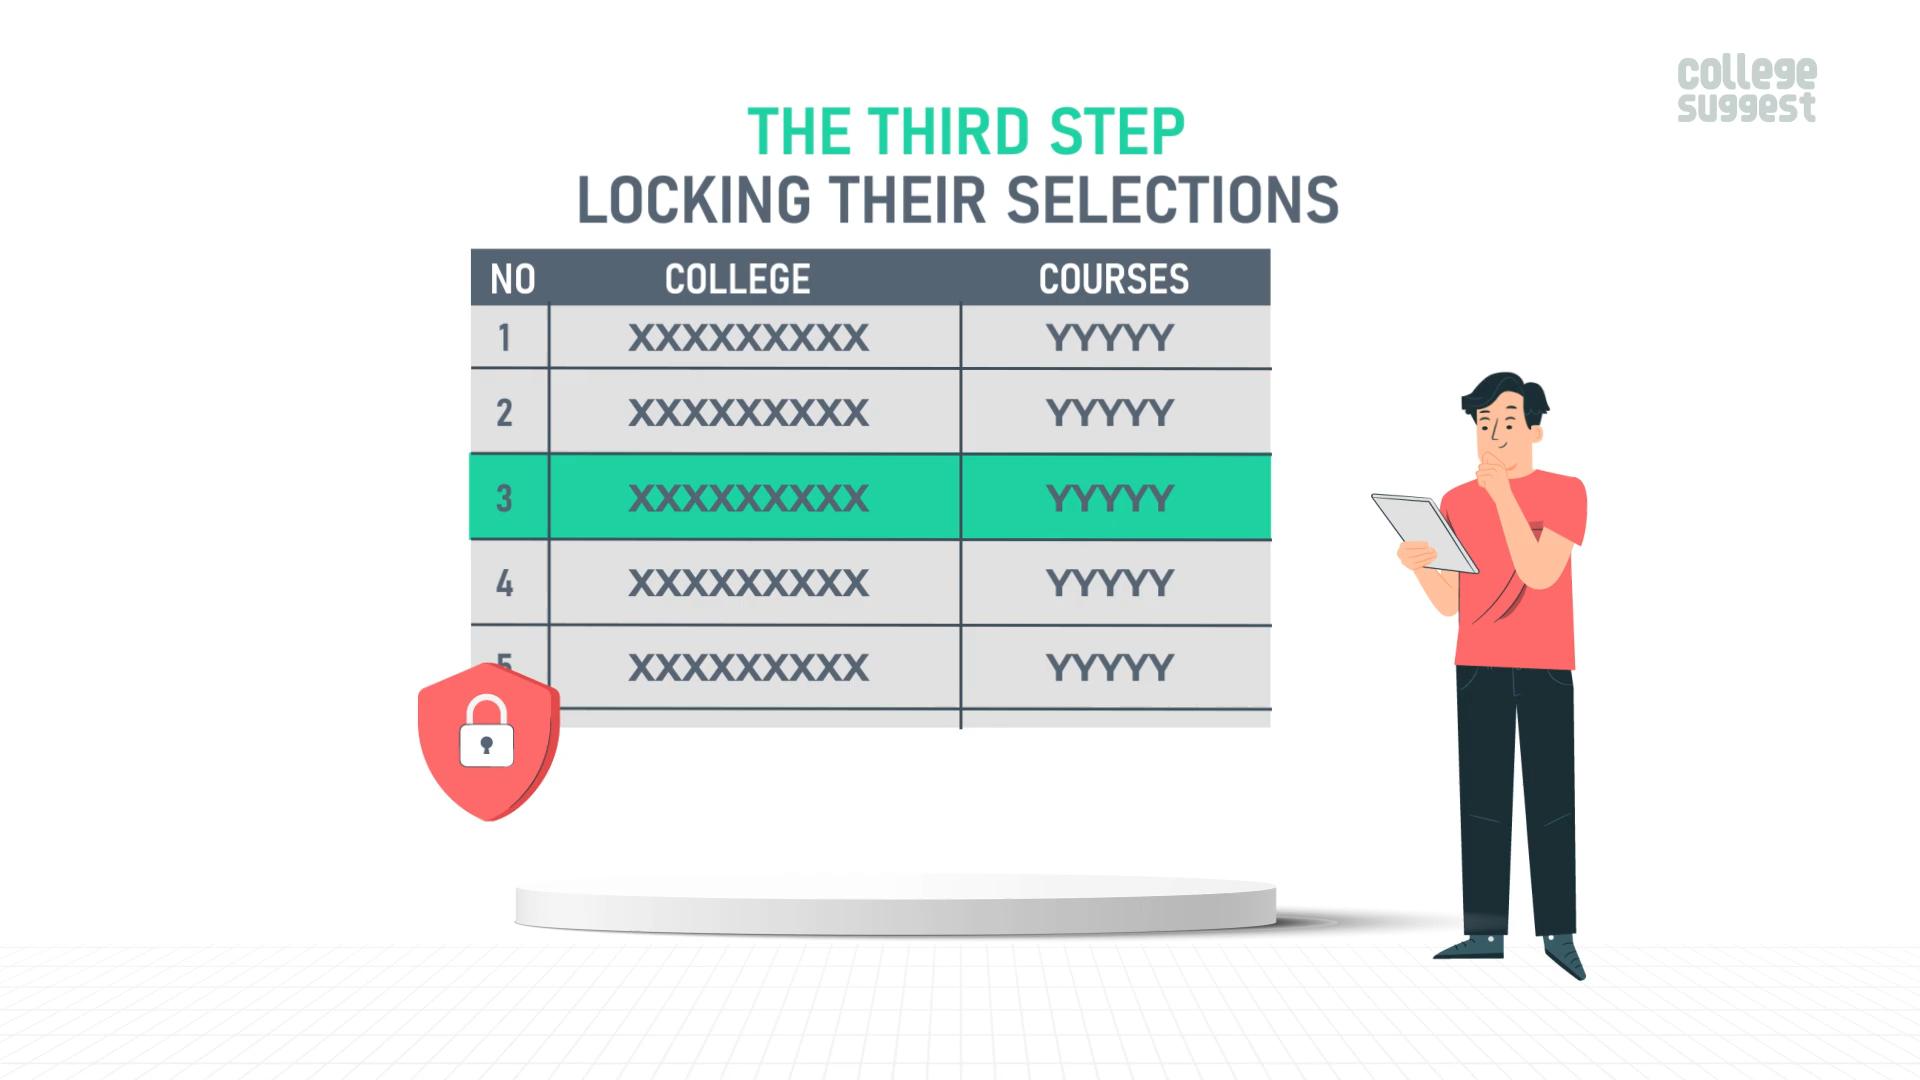 college
suggest
THE THIRD STEP
LOCKING THEIR SELECTIONS
NO COLLEGE COURSES
1 XXXXXXXXX YYYYY
2 XXXXXXXXX YYYYY
3 XXXXXXXXX YYYYY
4 XXXXXXXXX YYYYY
5 XXXXXXXXX YYYYY